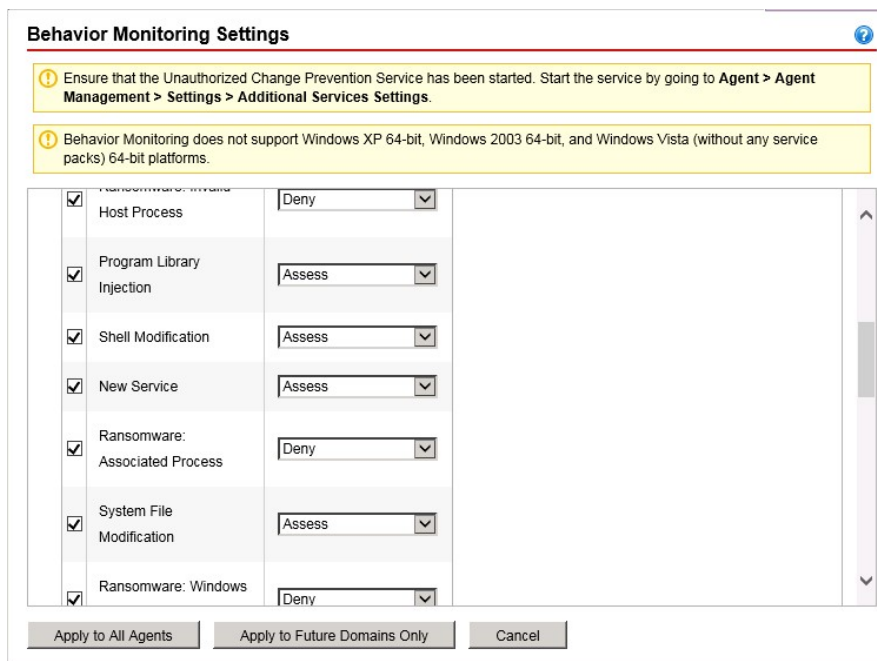 Behavior Monitoring Settings
Ensure that the Unauthorized Change Prevention Service has been started. Start the service by going to Agent > Agent
Management > Settings > Additional Services Settings.
Behavior Monitoring does not support Windows XP 64-bit, Windows 2003 64-bit, and Windows Vista (without any service
packs) 64-bit platforms.
Ransomware: Invalid
Host Process
Deny
Program Library
Injection
Assess
Shell Modification
Assess
New Service
Assess
Ransomware:
Associated Process
Deny
System File
Modification
Assess
Ransomware: Windows
Deny
Apply to All Agents
Apply to Future Domains Only
Cancel